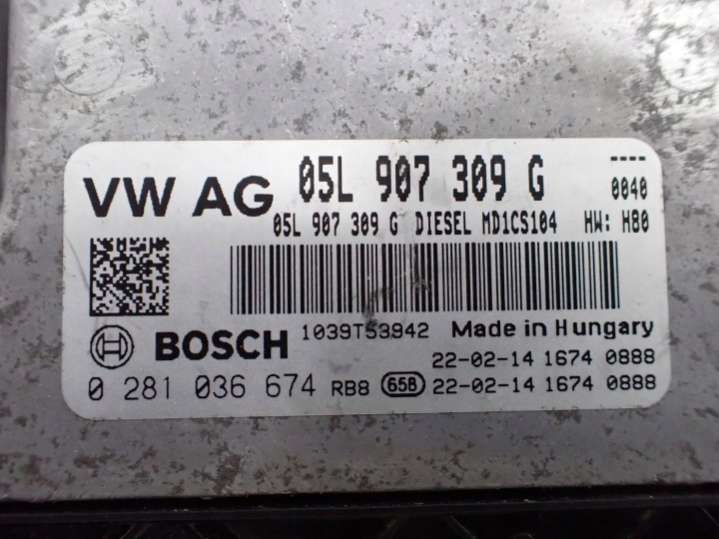 VW AG 05L 907 309 G ----
0040
05L 907 309 G DIESEL MD1CS104 HW: H80
1039T53942 Made in Hungary
BOSCH 22-02-14 1674 0888
0 281 036 674 RB8 65B 22-02-14 1674 0888